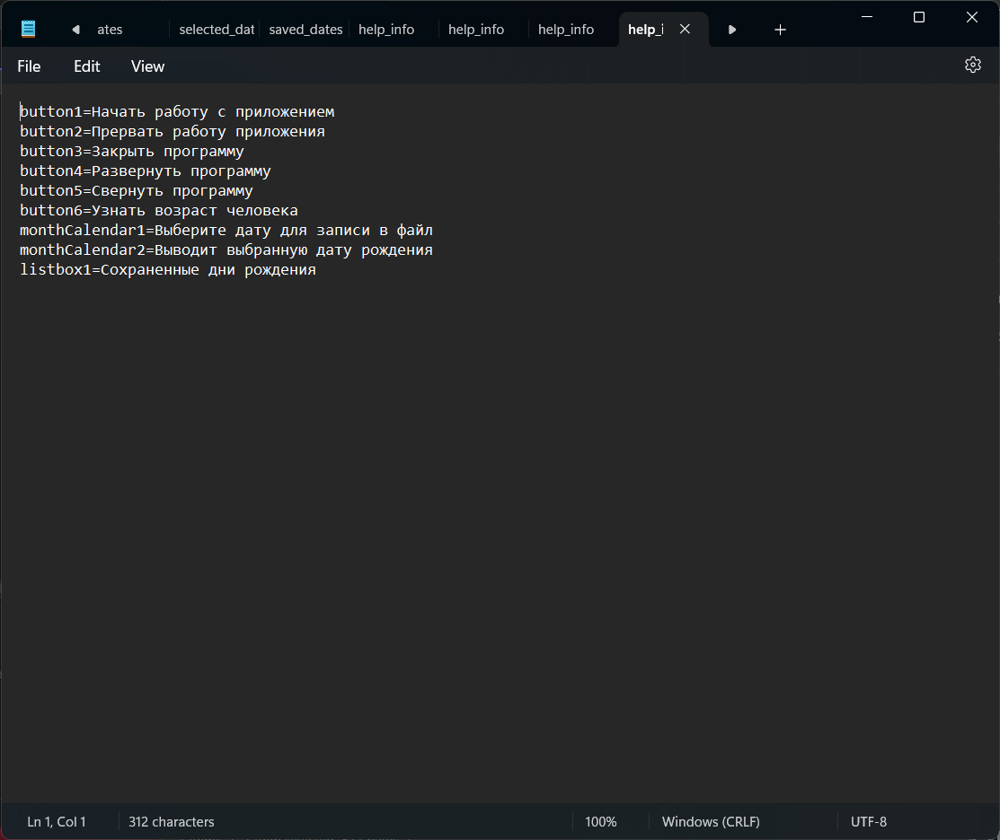 ates
selected_dat
saved_dates
help_info
help_info
help_info
help_i
File
Edit
View
button1=Начать работу с приложением
button2=Прервать работу приложения
button3=Закрыть программу
button4=Развернуть программу
button5=Свернуть программу
button6=Узнать возраст человека
monthCalendar1=Выберите дату для записи в файл
monthCalendar2=Выводит выбранную дату рождения
listbox1=Сохраненные дни рождения
Ln 1, Col 1
312 characters
100%
Windows (CRLF)
UTF-8